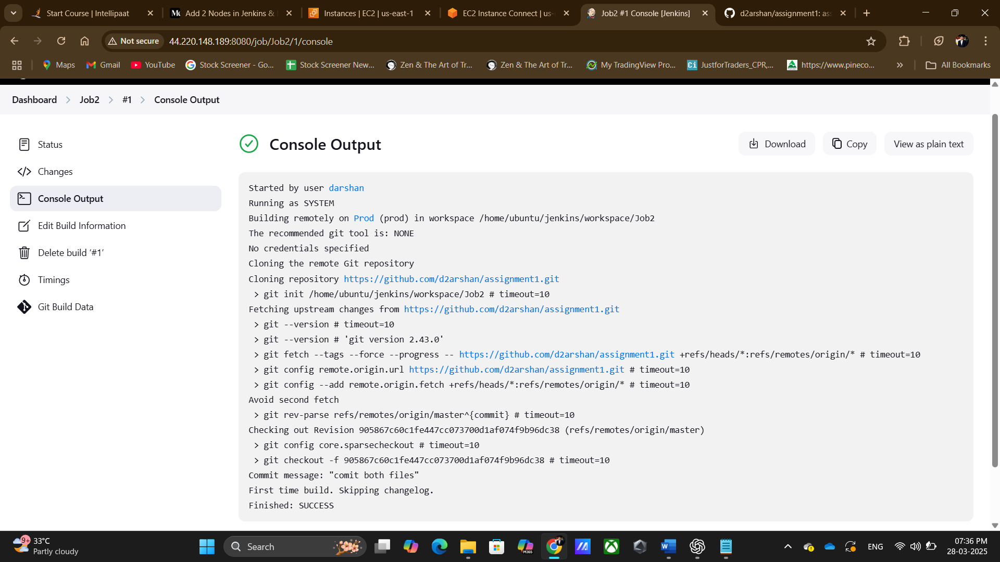 Start Course | Intellipaat
Add 2 Nodes in Jenkins &
Instances | EC2 | us-east-1
EC2 Instance Connect | us-
Job2 #1 Console [Jenkins]
d2arshan/assignment1: ass
Not secure
44.220.148.189:8080/job/Job2/1/console
Maps
Gmail
YouTube
Stock Screener - Go...
Stock Screener New...
Zen & The Art of Tr...
Zen & The Art of Tr...
My TradingView Pro...
Ci
JustforTraders_CPR,...
https://www.pineco...
All Bookmarks
Dashboard
Job2
#1
Console Output
Status
Changes
Console Output
Edit Build Information
Delete build ‘#1’
Timings
Git Build Data
Console Output
Download
Copy
View as plain text
Started by user darshan
Running as SYSTEM
Building remotely on Prod (prod) in workspace /home/ubuntu/jenkins/workspace/Job2
The recommended git tool is: NONE
No credentials specified
Cloning the remote Git repository
Cloning repository https://github.com/d2arshan/assignment1.git
> git init /home/ubuntu/jenkins/workspace/Job2 # timeout=10
Fetching upstream changes from https://github.com/d2arshan/assignment1.git
> git --version # timeout=10
> git --version # 'git version 2.43.0'
> git fetch --tags --force --progress -- https://github.com/d2arshan/assignment1.git +refs/heads/*:refs/remotes/origin/* # timeout=10
> git config remote.origin.url https://github.com/d2arshan/assignment1.git # timeout=10
> git config --add remote.origin.fetch +refs/heads/*:refs/remotes/origin/* # timeout=10
Avoid second fetch
> git rev-parse refs/remotes/origin/master^{commit} # timeout=10
Checking out Revision 905867c60c1fe447cc073700d1af074f9b96dc38 (refs/remotes/origin/master)
> git config core.sparsecheckout # timeout=10
> git checkout -f 905867c60c1fe447cc073700d1af074f9b96dc38 # timeout=10
Commit message: "comit both files"
First time build. Skipping changelog.
Finished: SUCCESS
9+
33°C
Partly cloudy
Search
M365
W
ENG
07:36 PM
28-03-2025